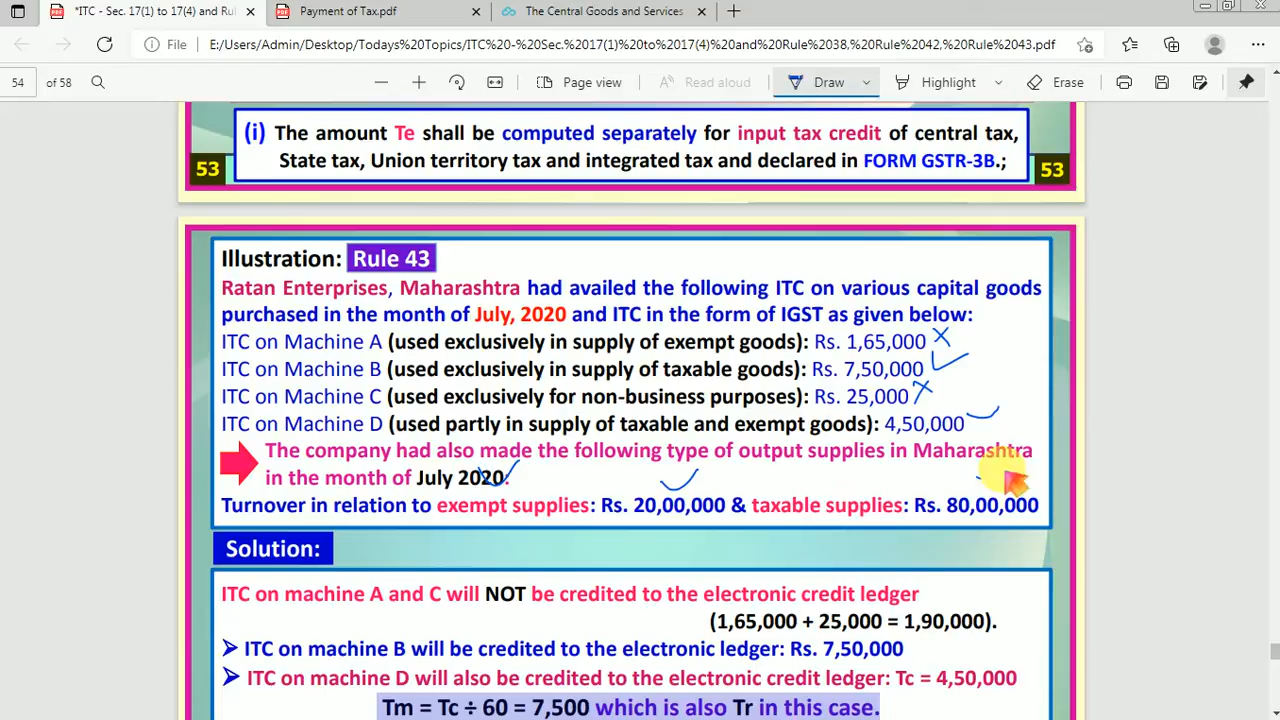 *ITC - Sec. 17(1) to 17(4) and Rul
Payment of Tax.pdf
The Central Goods and Services
File
E:/Users/Admin/Desktop/Todays%20Topics/ITC%20-%20Sec.%2017(1)%20to%2017(4)%20and%20Rule%2038,%20Rule%2042,%20Rule%2043.pdf
54 of 58
Page view
Read aloud
Draw
Highlight
Erase
(i) The amount Te shall be computed separately for input tax credit of central tax,
State tax, Union territory tax and integrated tax and declared in FORM GSTR-3B.;
53
53
Illustration: Rule 43
Ratan Enterprises, Maharashtra had availed the following ITC on various capital goods
purchased in the month of July, 2020 and ITC in the form of IGST as given below:
ITC on Machine A (used exclusively in supply of exempt goods): Rs. 1,65,000
ITC on Machine B (used exclusively in supply of taxable goods): Rs. 7,50,000
ITC on Machine C (used exclusively for non-business purposes): Rs. 25,000
ITC on Machine D (used partly in supply of taxable and exempt goods): 4,50,000
The company had also made the following type of output supplies in Maharashtra
in the month of July 2020:
Turnover in relation to exempt supplies: Rs. 20,00,000 & taxable supplies: Rs. 80,00,000
Solution:
ITC on machine A and C will NOT be credited to the electronic credit ledger
(1,65,000 + 25,000 = 1,90,000).
ITC on machine B will be credited to the electronic ledger: Rs. 7,50,000
ITC on machine D will also be credited to the electronic credit ledger: Tc = 4,50,000
Tm = Tc ÷ 60 = 7,500 which is also Tr in this case.